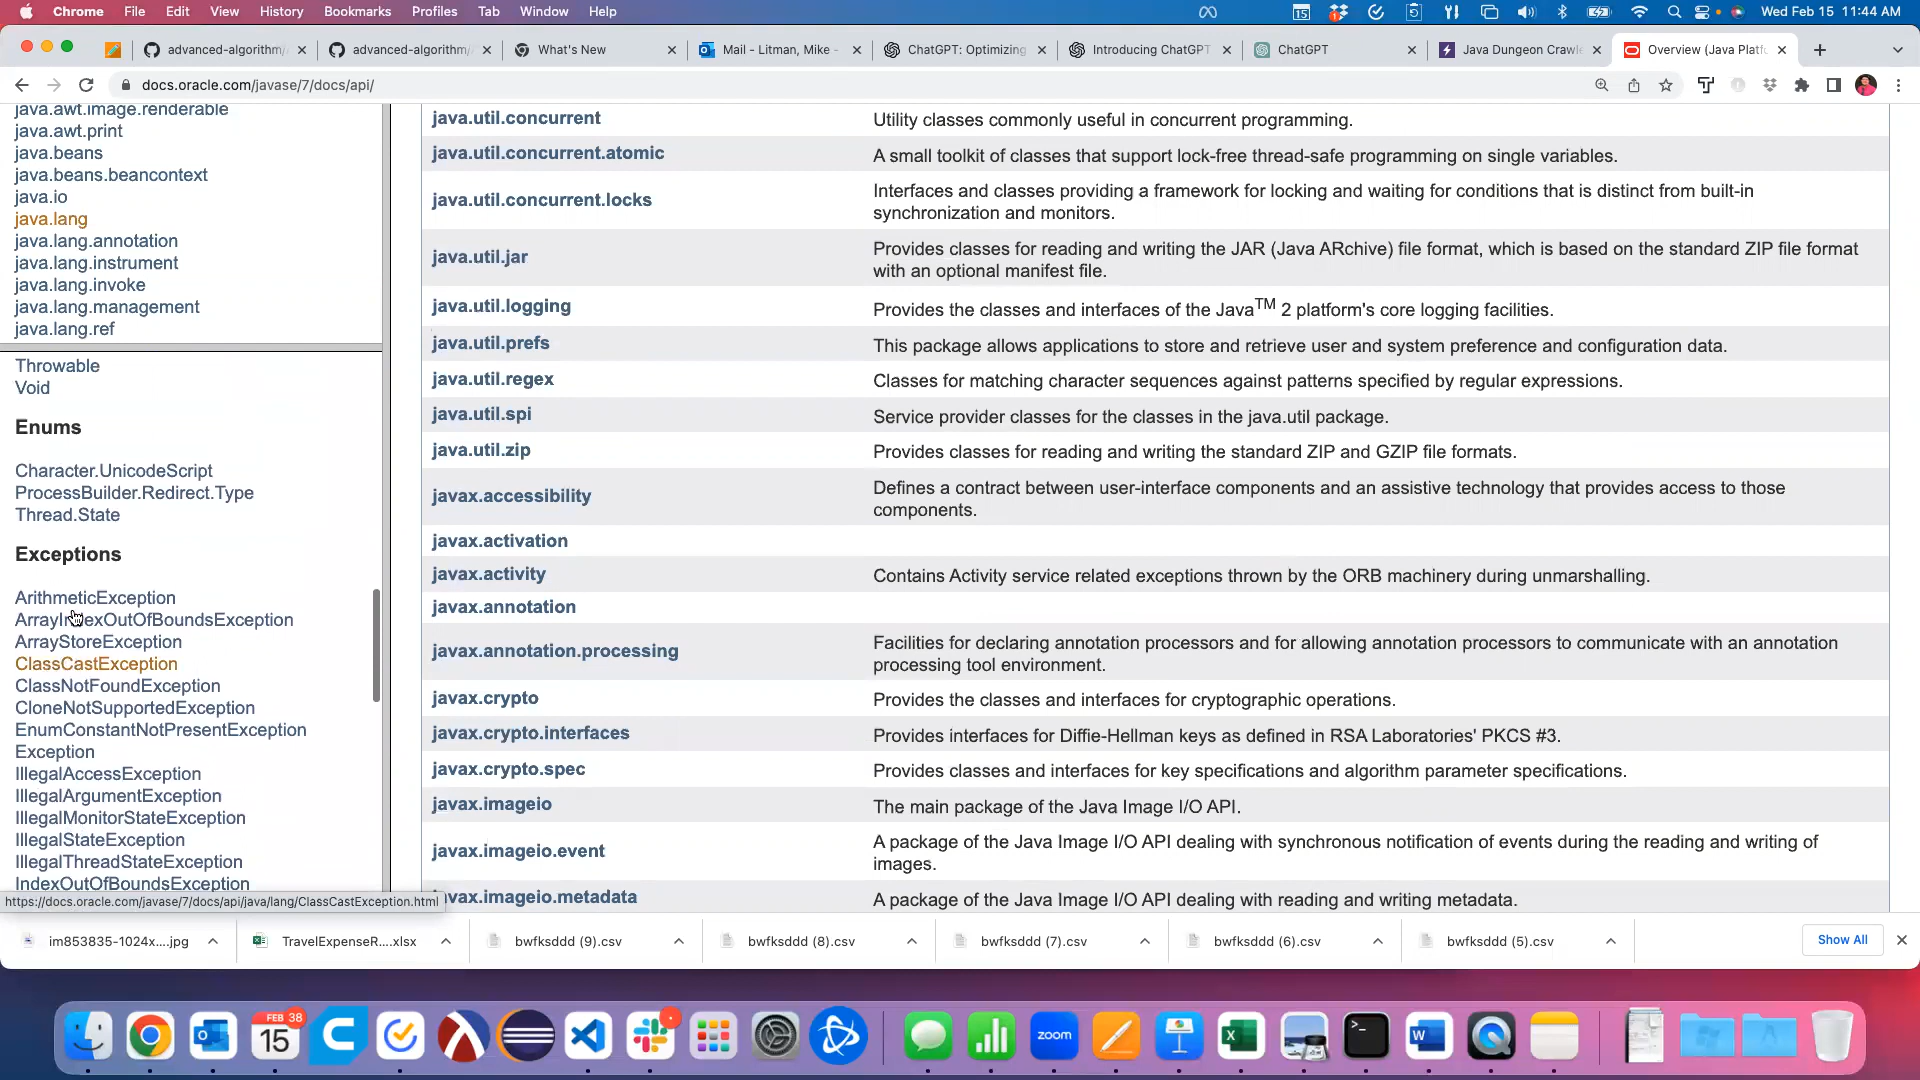 Chrome File Edit View History Bookmarks Profiles Tab Window Help 15 1 Wed Feb 15 11:44 AM
advanced-algorithm/ advanced-algorithm/ What's New Mail - Litman, Mike - ChatGPT: Optimizing Introducing ChatGPT ChatGPT Java Dungeon Crawle Overview (Java Platfo
docs.oracle.com/javase/7/docs/api/
java.awt.image.renderable
java.awt.print
java.beans
java.beans.beancontext
java.io
java.lang
java.lang.annotation
java.lang.instrument
java.lang.invoke
java.lang.management
java.lang.ref
Throwable
Void
Enums
Character.UnicodeScript
ProcessBuilder.Redirect.Type
Thread.State
Exceptions
ArithmeticException
ArrayIndexOutOfBoundsException
ArrayStoreException
ClassCastException
ClassNotFoundException
CloneNotSupportedException
EnumConstantNotPresentException
Exception
IllegalAccessException
IllegalArgumentException
IllegalMonitorStateException
IllegalStateException
IllegalThreadStateException
IndexOutOfBoundsException
https://docs.oracle.com/javase/7/docs/api/java/lang/ClassCastException.html
java.util.concurrent Utility classes commonly useful in concurrent programming.
java.util.concurrent.atomic A small toolkit of classes that support lock-free thread-safe programming on single variables.
java.util.concurrent.locks Interfaces and classes providing a framework for locking and waiting for conditions that is distinct from built-in
synchronization and monitors.
java.util.jar Provides classes for reading and writing the JAR (Java ARchive) file format, which is based on the standard ZIP file format
with an optional manifest file.
java.util.logging Provides the classes and interfaces of the Java™ 2 platform's core logging facilities.
java.util.prefs This package allows applications to store and retrieve user and system preference and configuration data.
java.util.regex Classes for matching character sequences against patterns specified by regular expressions.
java.util.spi Service provider classes for the classes in the java.util package.
java.util.zip Provides classes for reading and writing the standard ZIP and GZIP file formats.
javax.accessibility Defines a contract between user-interface components and an assistive technology that provides access to those
components.
javax.activation
javax.activity Contains Activity service related exceptions thrown by the ORB machinery during unmarshalling.
javax.annotation
javax.annotation.processing Facilities for declaring annotation processors and for allowing annotation processors to communicate with an annotation
processing tool environment.
javax.crypto Provides the classes and interfaces for cryptographic operations.
javax.crypto.interfaces Provides interfaces for Diffie-Hellman keys as defined in RSA Laboratories' PKCS #3.
javax.crypto.spec Provides classes and interfaces for key specifications and algorithm parameter specifications.
javax.imageio The main package of the Java Image I/O API.
javax.imageio.event A package of the Java Image I/O API dealing with synchronous notification of events during the reading and writing of
images.
vax.imageio.metadata A package of the Java Image I/O API dealing with reading and writing metadata.
im853835-1024x....jpg TravelExpenseR....xlsx bwfksddd (9).csv bwfksddd (8).csv bwfksddd (7).csv bwfksddd (6).csv bwfksddd (5).csv Show All
FEB 38
15
zoom